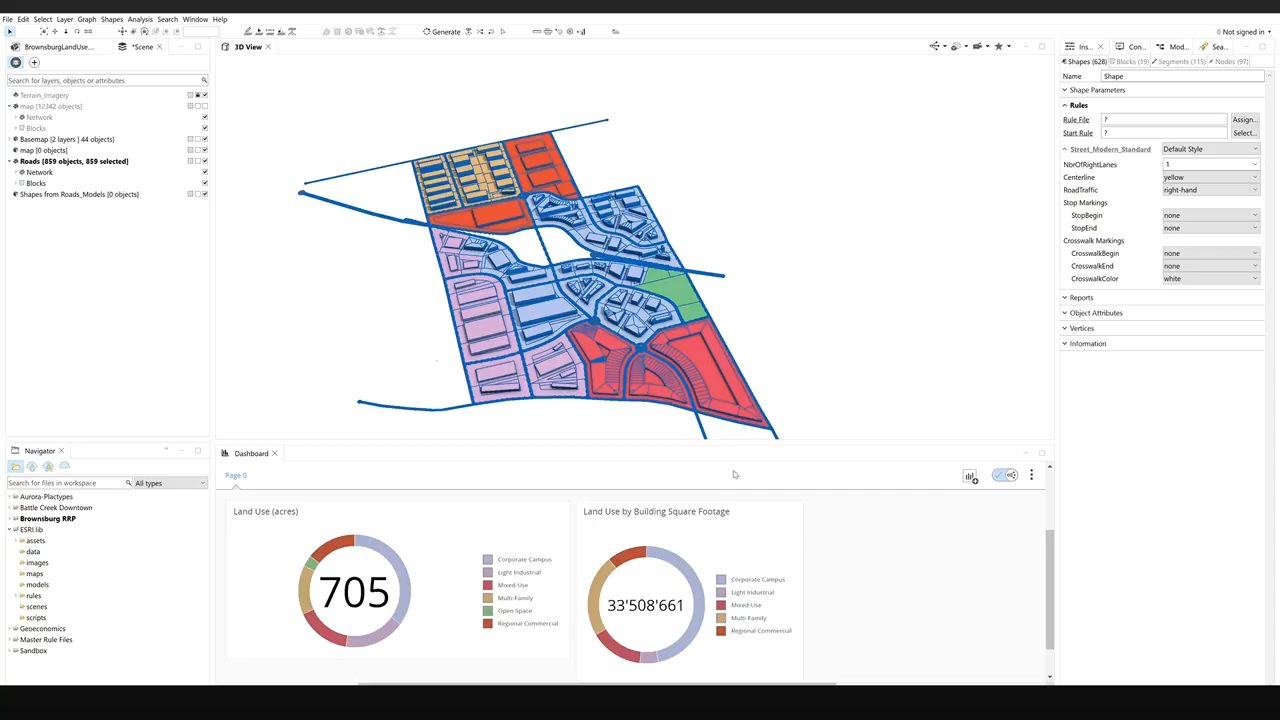 File Edit Select Layer Graph Shapes Analysis Search Window Help
Generate
Not signed in
BrownsburgLandUse....
*Scene
Search for layers, objects or attributes
Terrain_Imagery
map [12342 objects]
Network
Blocks
Basemap [2 layers | 44 objects]
map [0 objects]
Roads [859 objects, 859 selected]
Network
Blocks
Shapes from Roads_Models [0 objects]
3D View
Ins...
Con...
Mod...
Sea...
Shapes (628) Blocks (19) Segments (115) Nodes (97)
Name Shape
Shape Parameters
Rules
Rule File ? Assign...
Start Rule ? Select...
Street_Modern_Standard Default Style
NbrOfRightLanes 1
Centerline yellow
RoadTraffic right-hand
Stop Markings
StopBegin none
StopEnd none
Crosswalk Markings
CrosswalkBegin none
CrosswalkEnd none
CrosswalkColor white
Reports
Object Attributes
Vertices
Information
Navigator
Search for files in workspace All types
Aurora-Plactypes
Battle Creek Downtown
Brownsburg RRP
ESRI.lib
assets
data
images
maps
models
rules
scenes
scripts
Geoeconomics
Master Rule Files
Sandbox
Dashboard
Page 0
Land Use (acres)
705
Corporate Campus
Light Industrial
Mixed-Use
Multi-Family
Open Space
Regional Commercial
Land Use by Building Square Footage
33'508'661
Corporate Campus
Light Industrial
Mixed-Use
Multi-Family
Regional Commercial